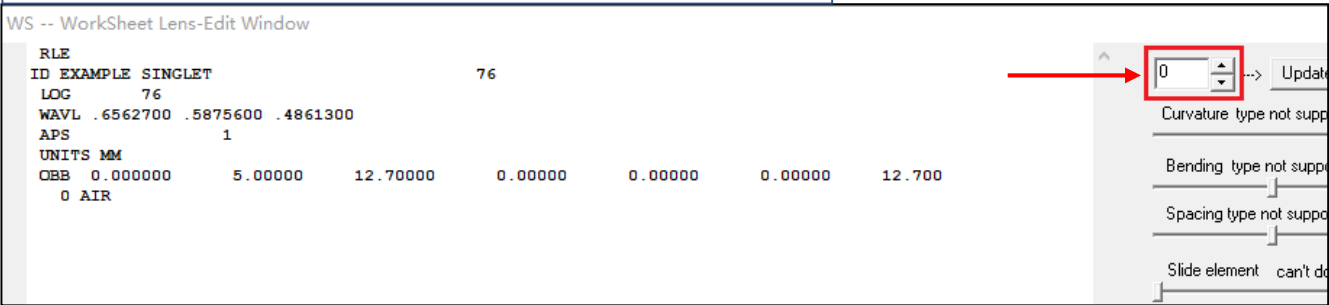 WS -- WorkSheet Lens-Edit Window
RLE
ID EXAMPLE SINGLET 76
LOG 76
WAVL .6562700 .5875600 .4861300
APS 1
UNITS MM
OBB 0.000000 5.00000 12.70000 0.00000 0.00000 0.00000 12.700
0 AIR
0 --> Update
Curvature type not supp
Bending type not suppo
Spacing type not suppo
Slide element can't do